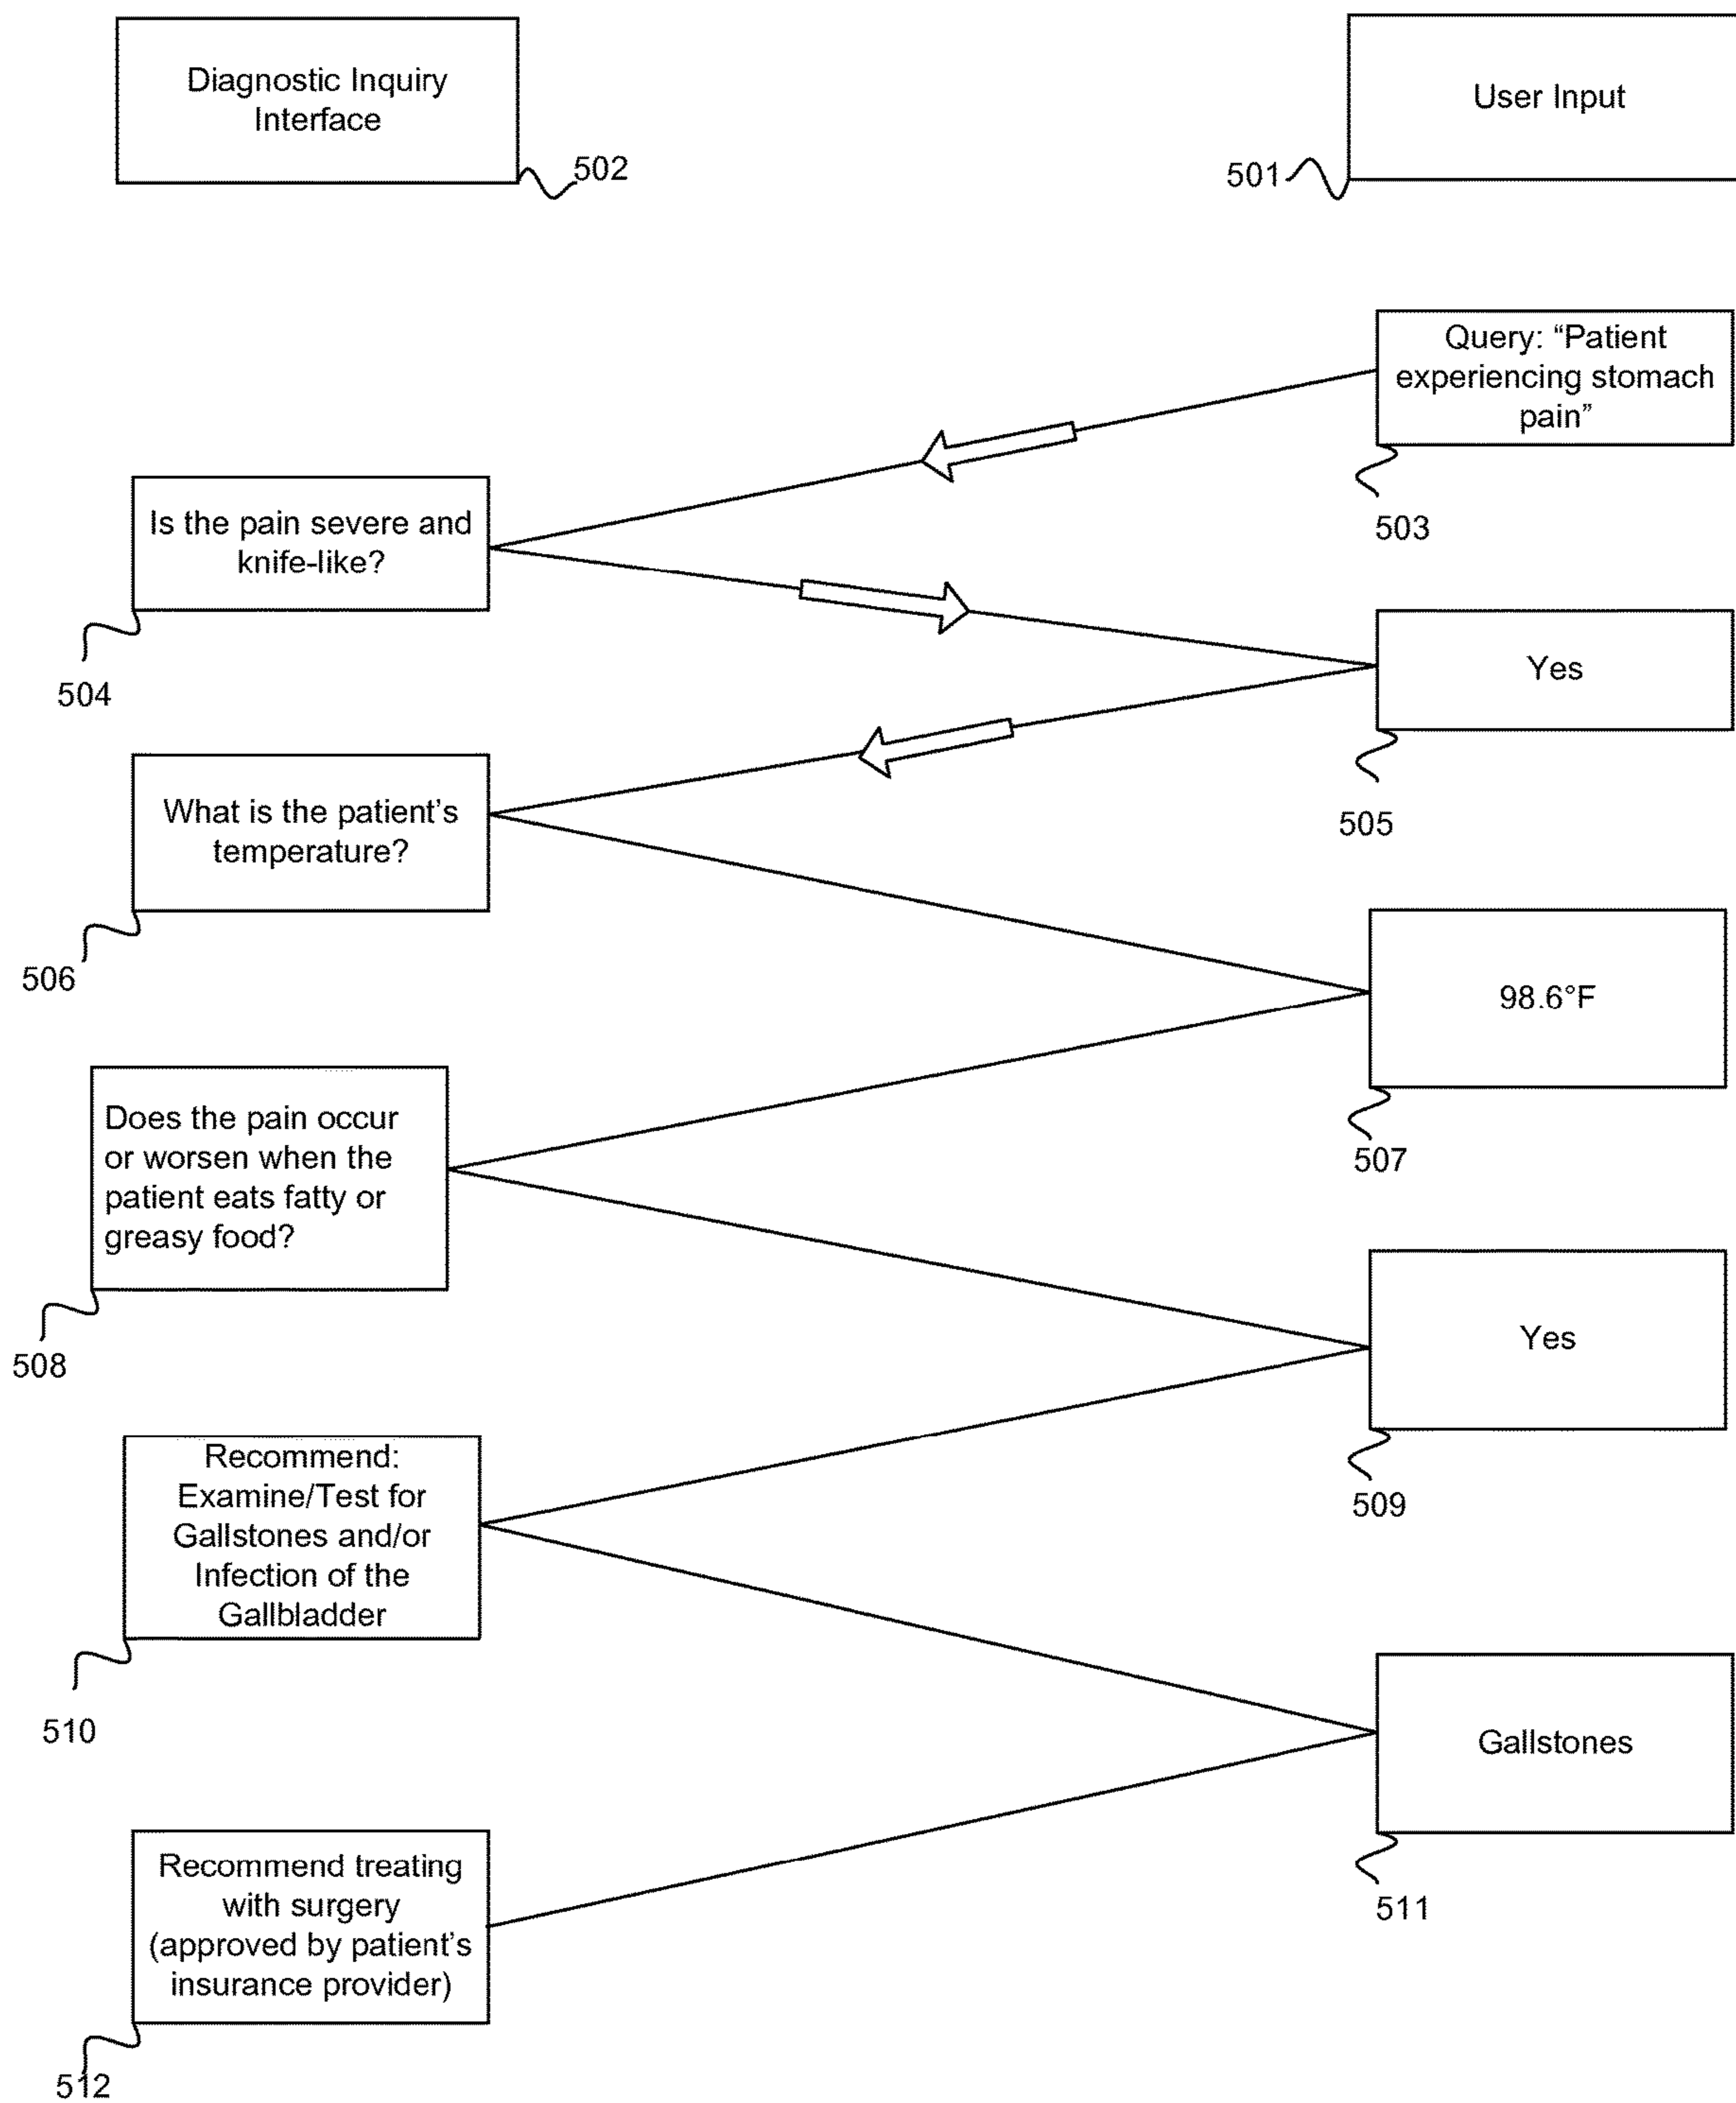 Diagnostic Inquiry
Interface
502
User Input
501
Query: “Patient
experiencing stomach
pain”
503
Is the pain severe and
knife-like?
504
Yes
505
What is the patient’s
temperature?
506
98.6°F
507
Does the pain occur
or worsen when the
patient eats fatty or
greasy food?
508
Yes
509
Recommend:
Examine/Test for
Gallstones and/or
Infection of the
Gallbladder
510
Gallstones
511
Recommend treating
with surgery
(approved by patient’s
insurance provider)
512